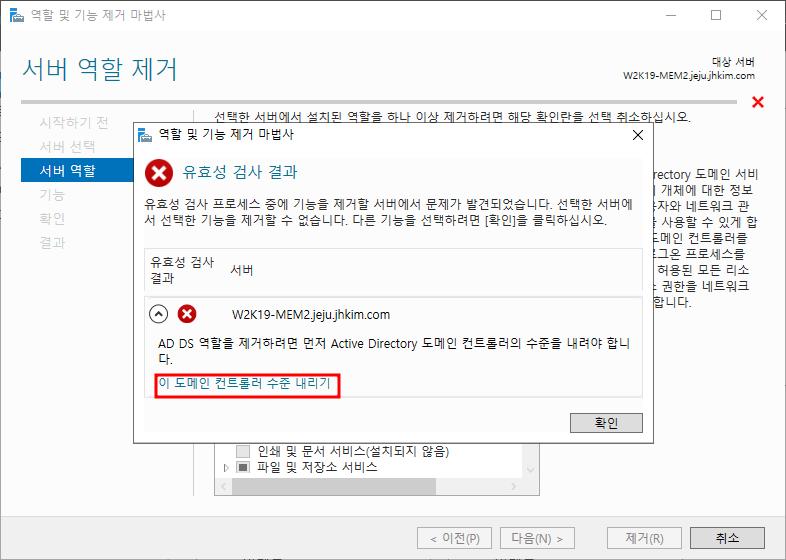 역할 및 기능 제거 마법사
서버 역할 제거
대상 서버
W2K19-MEM2.jeju.jhkim.com
시작하기 전
서버 선택
서버 역할
기능
확인
결과
선택한 서버에서 설치된 역할을 하나 이상 제거하려면 해당 확인란을 선택 취소하십시오.
역할 및 기능 제거 마법사
유효성 검사 결과
유효성 검사 프로세스 중에 기능을 제거할 서버에서 문제가 발견되었습니다. 선택한 서버에
서 선택한 기능을 제거할 수 없습니다. 다른 기능을 선택하려면 [확인]을 클릭하십시오.
유효성 검사
결과
서버
W2K19-MEM2.jeju.jhkim.com
AD DS 역할을 제거하려면 먼저 Active Directory 도메인 컨트롤러의 수준을 내려야 합니
다.
이 도메인 컨트롤러 수준 내리기
확인
인쇄 및 문서 서비스(설치되지 않음)
파일 및 저장소 서비스
rectory 도메인 서비
개체에 대한 정보
용자와 네트워크 관
사용할 수 있게 합
도메인 컨트롤러를
로그온 프로세스를
허용된 모든 리소
권한을 네트워크
합니다.
< 이전(P)
다음(N) >
제거(R)
취소